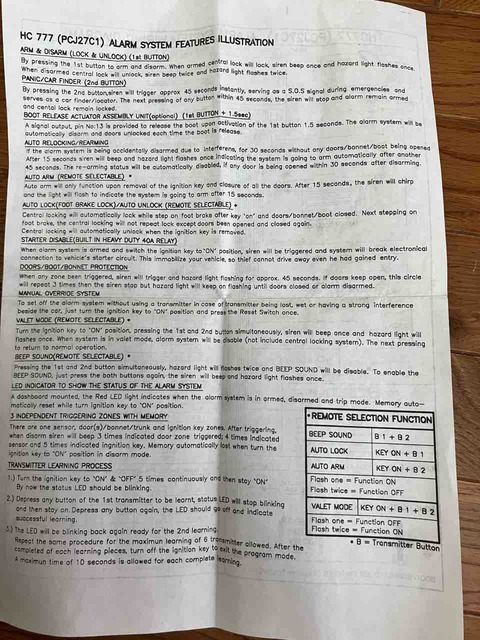 HC 777 (PCJ27C1) ALARM SYSTEM FEATURES ILLUSTRATION
ARM & DISARM (LOCK & UNLOCK) (1st BUTTON)
By pressing the 1st button to arm and disarm. When armed central lock will lock, siren beep once and hazard light flashes once.
When disarmed central lock will unlock, siren beep twice and hazard light flashes twice.
PANIC/CAR FINDER (2nd BUTTON)
By pressing the 2nd button,siren will trigger approx 45 seconds instantly, serving as a S.O.S signal during emergencies and
serves as a car finder/locator. The next pressing of any button within 45 seconds, the siren will stop and alarm remain armed
and cental lock remain locked.
BOOT RELEASE ACTUATOR ASSEMBLY UNIT(options) (1st BUTTON + 1.5sec)
A signal output, pin No:13 is provided to release the boot upon activation of the 1st button 1.5 seconds. The alarm system will be
automatically disarm and doors unlocked each time the boot is release.
AUTO RELOCKING/REARMING
If the alarm system being accidentally disarmed due to interferens, for 30 seconds without any doors/bonnet/boot being opened
After 15 seconds siren will beep and hazard light flashes once indicating the system is going arm automatically after another
45 seconds. The re-arming status will be automatically disabled, if any door is being opened within 30 seconds after disarming.
AUTO ARM (REMOTE SELECTABLE) *
Auto arm will only function upon removal of the ignition key and closure of all the doors. After 15 seconds, the siren will chirp
and the light will flash to indicate the system is going to arm after 15 seconds.
AUTO LOCK(FOOT BRAKE LOCK)/AUTO UNLOCK (REMOTE SELECTABLE) *
Central locking will automatically lock while step on foot brake after key 'on' and doors/bonnet/boot closed. Next stepping on
foot brake, the central locking will not repeat lock except doors been opened and closed again.
Central locking will automatically unlock when the ignition key is removed.
STARTER DISABLE(BUILT IN HEAVY DUTY 40A RELAY)
When alarm system is armed and switch the ignition key to"ON" position, siren will be triggered and system will break electronical
connection to vehicle's starter circuit. This immobilize your vehicle, so thief cannot drive away even he had gained entry.
DOORS/BOOT/BONNET PROTECTION
When any zone been triggered, siren will trigger and hazard light flashing for approx. 45 seconds. If doors keep open, this circle
will repeat 3 times then the siren stop but hazard light will keep on flashing until doors closed or alarm disarmed.
MANUAL OVERRIDE SYSTEM
To set off the alarm system without using a transmitter in case of transmitter being lost, wet or having a strong interference
beside the car, just turn the ignition key to "ON" position and press the Reset Switch once.
VALET MODE (REMOTE SELECTABLE) *
Turn the ignition key to "ON" position, pressing the 1st and 2nd button simultaneously, siren will beep once and hazard light will
flashes once. When system is in valet mode, alarm system will be disable (not include central locking system). The next pressing
to return to normal operation.
BEEP SOUND(REMOTE SELECTABLE) *
Pressing the 1st and 2nd button simultaneously, hazard light will flashes twice and BEEP SOUND will be disable. To enable the
BEEP SOUND, just press the both buttons again, the siren will beep and hazard light flashes once.
LED INDICATOR TO SHOW THE STATUS OF THE ALARM SYSTEM
A dashboard mounted, the Red LED light indicates when the alarm system is in armed, disarmed and trip mode. Memory auto-
matically reset while turn ignition key to "ON" position.
3 INDEPENDENT TRIGGERING ZONES WITH MEMORY
There are one sensor, door(s)/bonnet/trunk and ignition key zones. After triggering,
when disarm siren will beep 3 times indicated door zone triggered; 4 times indicated
sensor and 5 times indicated ignition key. Memory automatically lost when turn the
ignition key to "ON" position in disarm mode.
TRANSMITTER LEARNING PROCESS
1.) Turn the ignition key to "ON" & "OFF" 5 times continuously and then stay "ON"
By now the status LED should be blinking.
2.) Depress any button of the 1st transmitter to be learnt, status LED will stop blinking
and then stay on. Depress any button again, the LED should go off and indicate
successful learning.
3.) The LED will be blinking back again ready for the 2nd learning.
Repeat the same procedure for the maximun learning of 6 transmitter allowed. After the
completed of each learning pieces, turn off the ignition key to exit the program mode.
A maximun time of 10 seconds is allowed for each complete learning.
* REMOTE SELECTION FUNCTION
BEEP SOUND B 1 + B 2
AUTO LOCK KEY ON + B 1
AUTO ARM KEY ON + B 2
Flash one = Function ON
Flash twice = Function OFF
VALET MODE KEY ON + B 1 + B 2
Flash one = Function OFF
Flash twice = Function ON
* B = Transmitter Button